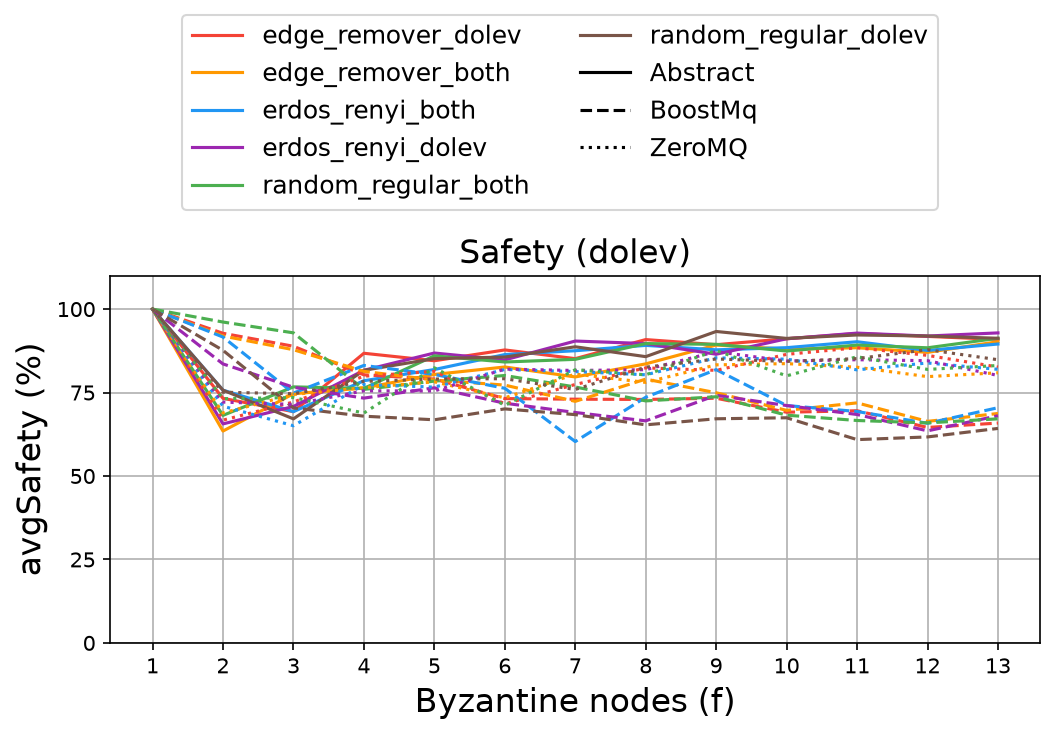 edge_remover_dolev
edge_remover_both
erdos_renyi_both
erdos_renyi_dolev
random_regular_both
random_regular_dolev
Abstract
BoostMq
ZeroMQ
Safety (dolev)
avgSafety (%)
100
75
50
25
0
1 2 3 4 5 6 7 8 9 10 11 12 13
Byzantine nodes (f)